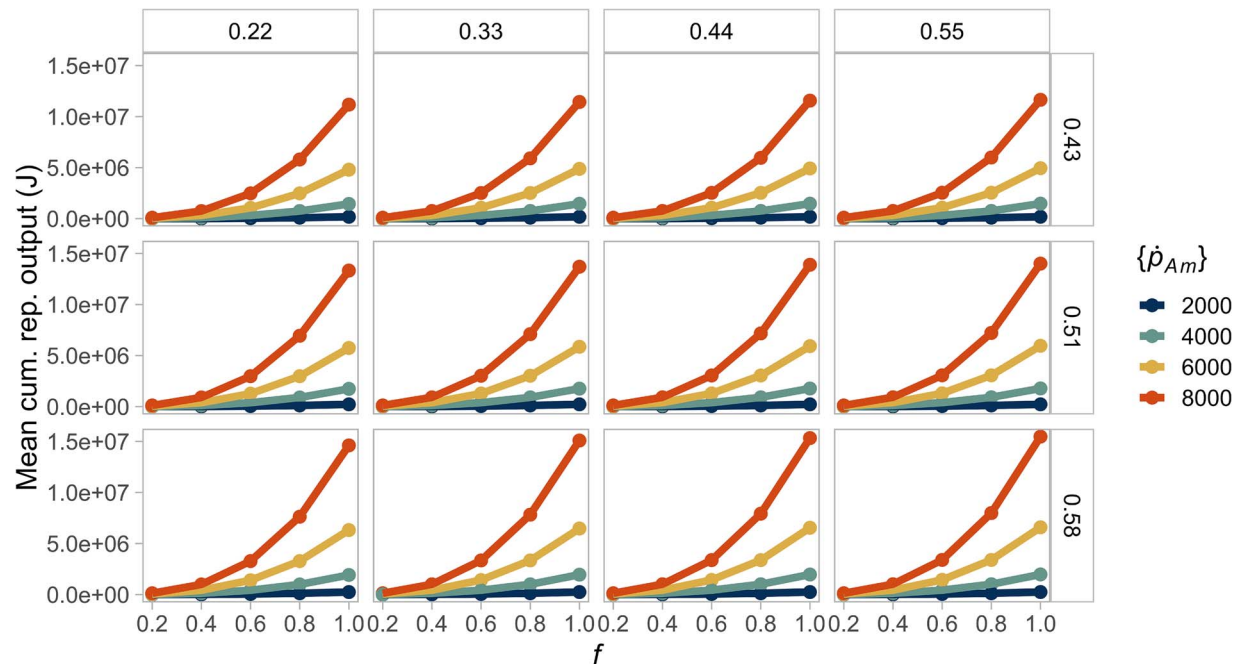 0.22 0.33 0.44 0.55
Mean cum. rep. output (J)
1.5e+07
1.0e+07
5.0e+06
0.0e+00
0.43
1.5e+07
1.0e+07
5.0e+06
0.0e+00
0.51
1.5e+07
1.0e+07
5.0e+06
0.0e+00
0.58
0.2 0.4 0.6 0.8 1.0 0.2 0.4 0.6 0.8 1.0 0.2 0.4 0.6 0.8 1.0 0.2 0.4 0.6 0.8 1.0
f
{ṗAm}
2000
4000
6000
8000